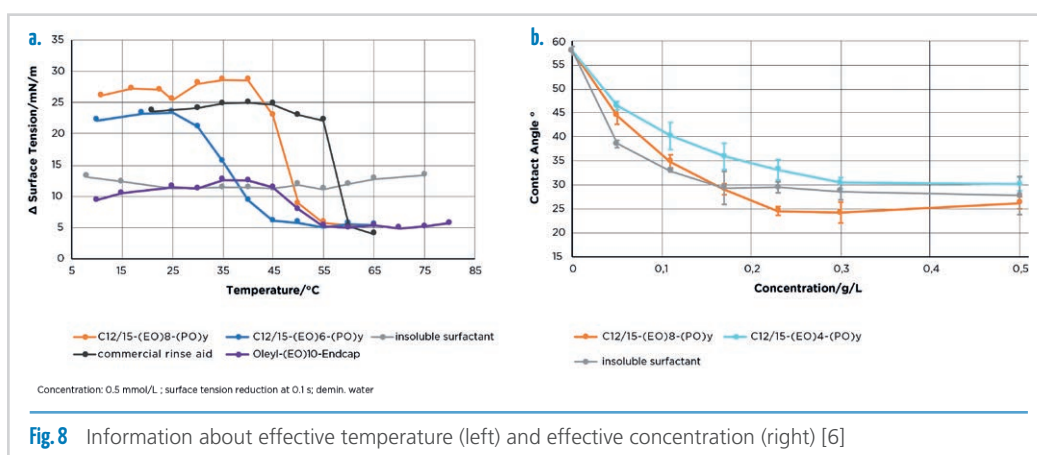 a.
35
30
25
20
15
10
5
0
Δ Surface Tension/mN/m
5 15 25 35 45 55 65 75 85
Temperature/°C
C12/15-(EO)8-(PO)y C12/15-(EO)6-(PO)y insoluble surfactant
commercial rinse aid Oleyl-(EO)10-Endcap
Concentration: 0.5 mmol/L ; surface tension reduction at 0.1 s; demin. water
b.
60
55
50
45
40
35
30
25
20
15
Contact Angle °
0 0,1 0,2 0,3 0,4 0,5
Concentration/g/L
C12/15-(EO)8-(PO)y C12/15-(EO)4-(PO)y
insoluble surfactant
Fig. 8 Information about effective temperature (left) and effective concentration (right) [6]